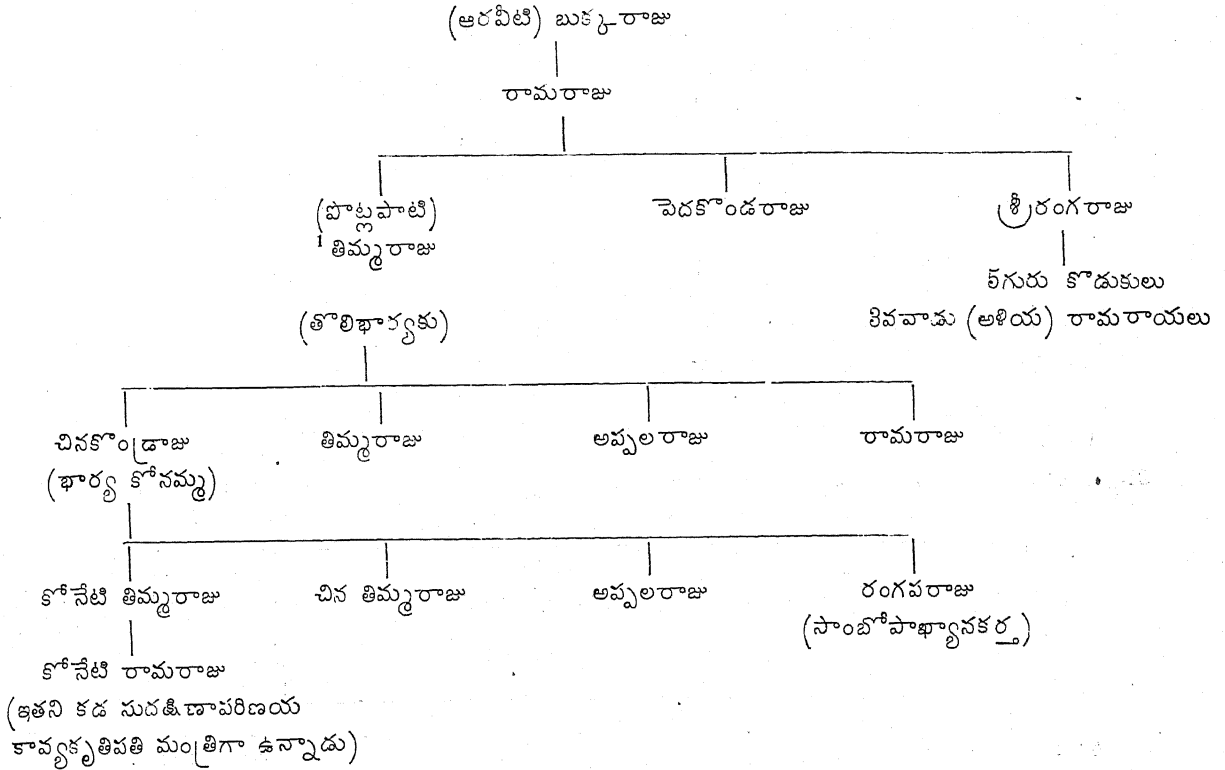 (ఆరవీటి) బుక్క రాజు
రామరాజు
(పొట్లపాటి) పెదకొండరాజు శ్రీరంగరాజు
1 తిమ్మరాజు
5గురు కొడుకులు
(తొలిభార్యకు) 3వవాడు (అళియ) రామరాయలు
చినకొండ్రాజు తిమ్మరాజు అప్పలరాజు రామరాజు
(భార్య కోనమ్మ)
కోనేటి తిమ్మరాజు చిన తిమ్మరాజు అప్పలరాజు రంగపరాజు
(సాంబోపాఖ్యానకర్త)
కోనేటి రామరాజు
(ఇతని కడ సుదక్షిణాపరిణయ
కావ్యకృతిపతి మంత్రిగా ఉన్నాడు)